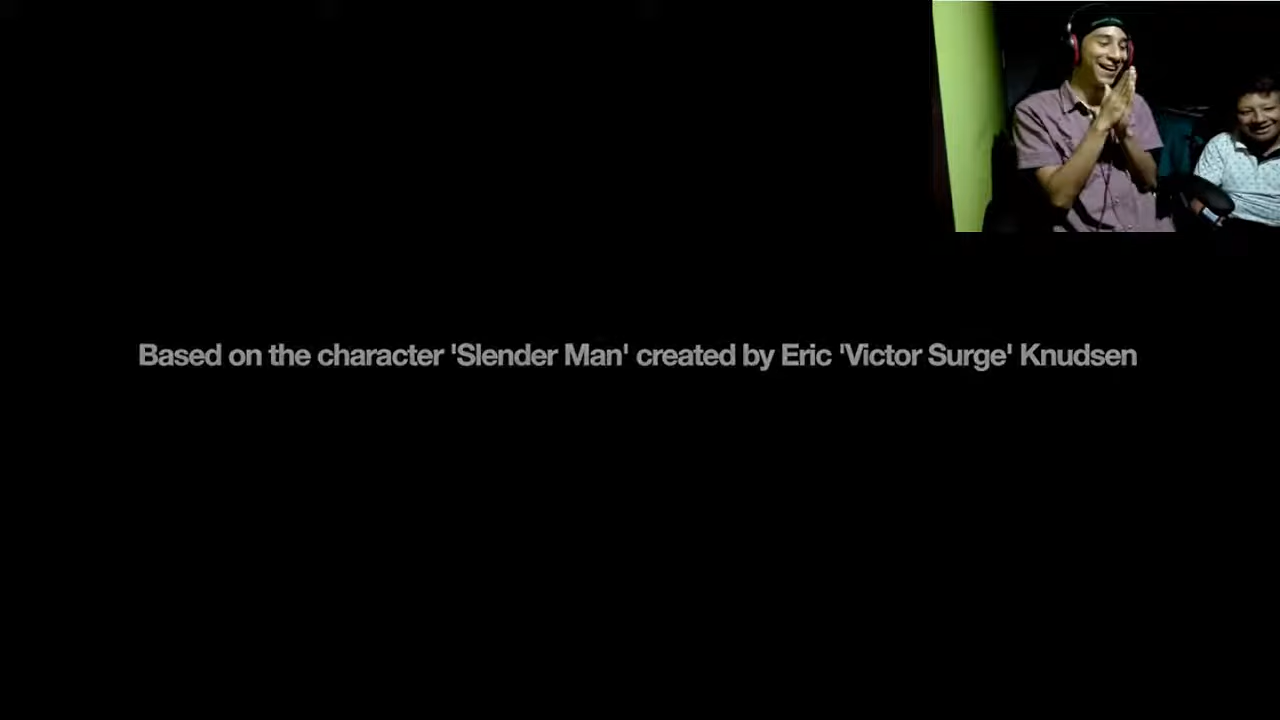 Based on the character 'Slender Man' created by Eric 'Victor Surge' Knudsen